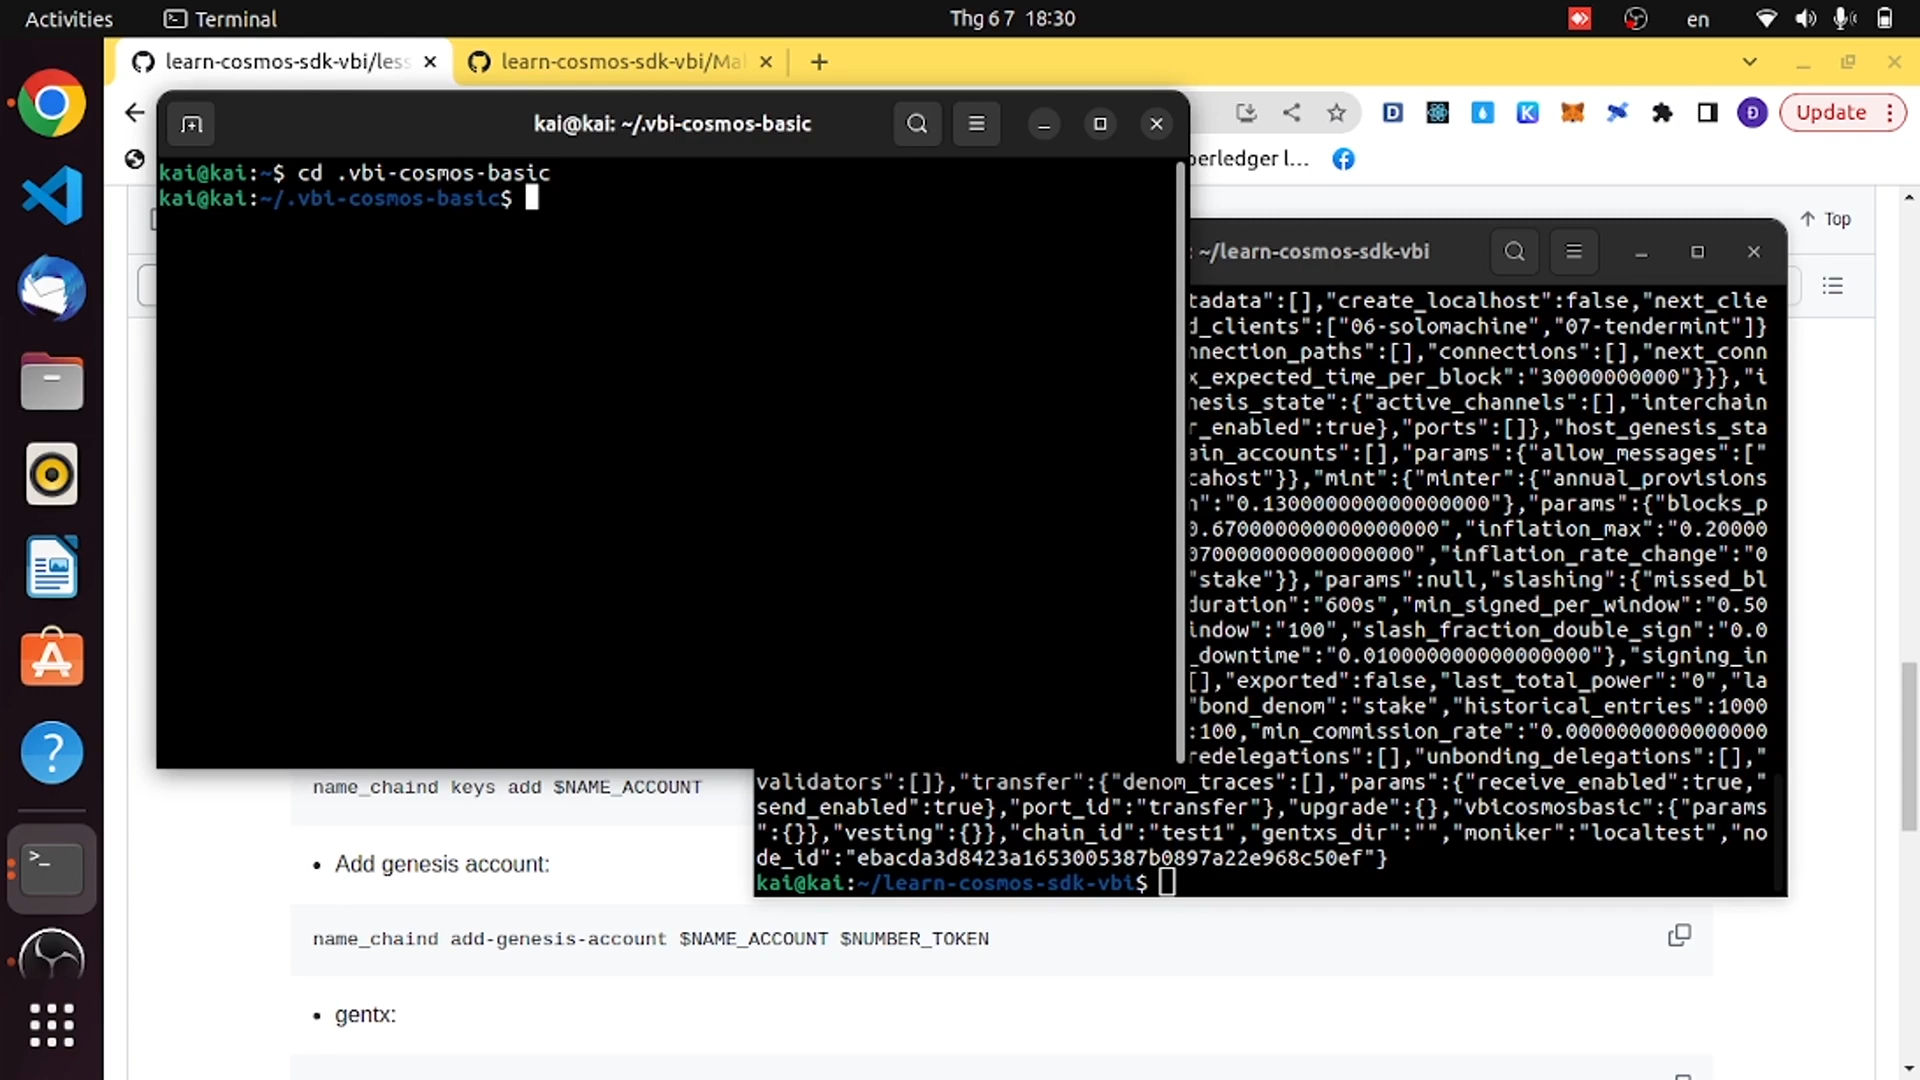 Activities
Terminal
Thg 6 7 18:30
en
learn-cosmos-sdk-vbi/less
learn-cosmos-sdk-vbi/Mal
Update
kai@kai: ~/.vbi-cosmos-basic
erledger l...
kai@kai:~$ cd .vbi-cosmos-basic
kai@kai:~/.vbi-cosmos-basic$
Top
: ~/learn-cosmos-sdk-vbi
tadata":[],"create_localhost":false,"next_clie
d_clients":["06-solomachine","07-tendermint"]}
nnection_paths":[],"connections":[],"next_conn
x_expected_time_per_block":"30000000000"}}},"i
nesis_state":{"active_channels":[],"interchain
r_enabled":true},"ports":[]},"host_genesis_sta
ain_accounts":[],"params":{"allow_messages":["
cahost"}},"mint":{"minter":{"annual_provisions
n":"0.130000000000000000"},"params":{"blocks_p
0.670000000000000000","inflation_max":"0.20000
070000000000000000","inflation_rate_change":"0
"stake"}},"params":null,"slashing":{"missed_bl
duration":"600s","min_signed_per_window":"0.50
indow":"100","slash_fraction_double_sign":"0.0
_downtime":"0.010000000000000000"},"signing_in
[],"exported":false,"last_total_power":"0","la
"bond_denom":"stake","historical_entries":1000
:100,"min_commission_rate":"0.0000000000000000
redelegations":[],"unbonding_delegations":[],"
validators":[]},"transfer":{"denom_traces":[],"params":{"receive_enabled":true,"
send_enabled":true},"port_id":"transfer"},"upgrade":{},"vbicosmosbasic":{"params
":{}},"vesting":{}},"chain_id":"test1","gentxs_dir":"","moniker":"localtest","no
de_id":"ebacda3d8423a1653005387b0897a22e968c50ef"}
kai@kai:~/learn-cosmos-sdk-vbi$
name_chaind keys add $NAME_ACCOUNT
• Add genesis account:
name_chaind add-genesis-account $NAME_ACCOUNT $NUMBER_TOKEN
• gentx: